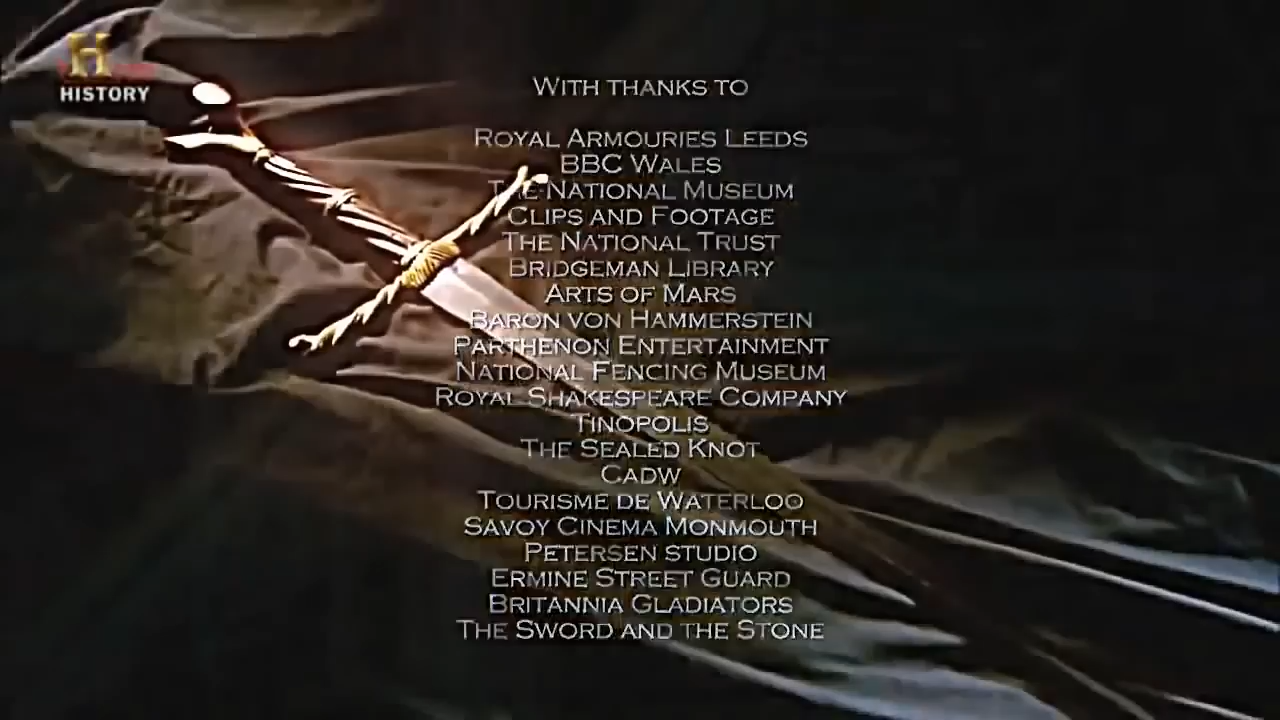 H
HISTORY
WITH THANKS TO
ROYAL ARMOURIES LEEDS
BBC WALES
THE NATIONAL MUSEUM
CLIPS AND FOOTAGE
THE NATIONAL TRUST
BRIDGEMAN LIBRARY
ARTS OF MARS
BARON VON HAMMERSTEIN
PARTHENON ENTERTAINMENT
NATIONAL FENCING MUSEUM
ROYAL SHAKESPEARE COMPANY
TINOPOLIS
THE SEALED KNOT
CADW
TOURISME DE WATERLOO
SAVOY CINEMA MONMOUTH
PETERSEN STUDIO
ERMINE STREET GUARD
BRITANNIA GLADIATORS
THE SWORD AND THE STONE